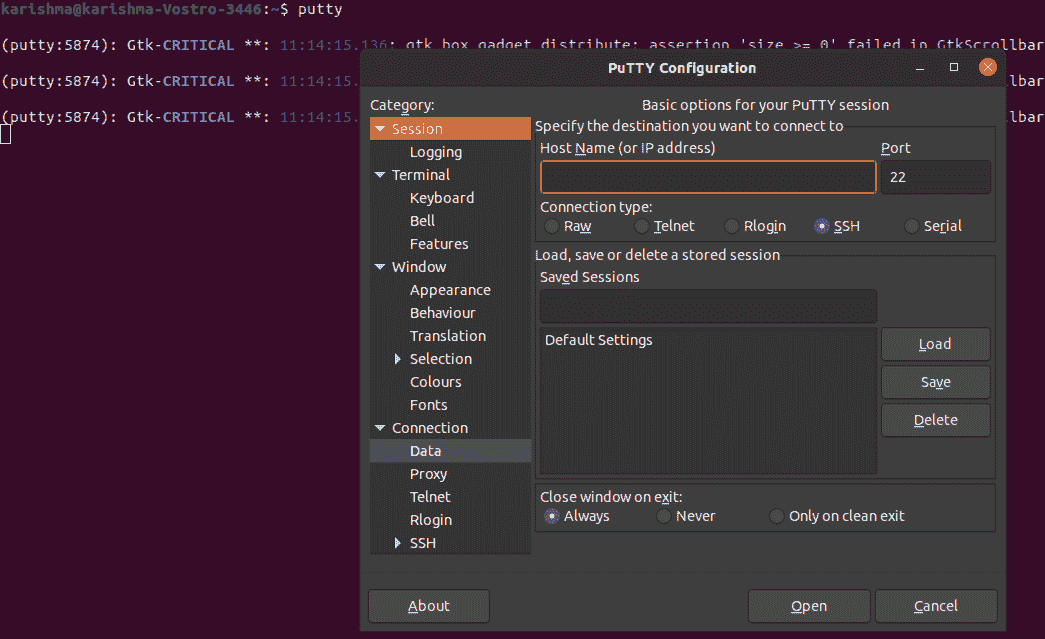 karishma@karishma-Vostro-3446:~$ putty
(putty:5874): Gtk-CRITICAL **: 11:14:15.136: gtk_box_gadget_distribute: assertion 'size >= 0' failed in GtkScrollbar
(putty:5874): Gtk-CRITICAL **: 11:14:15. lbar
(putty:5874): Gtk-CRITICAL **: 11:14:15. lbar
PuTTY Configuration
Category:
Session
Logging
Terminal
Keyboard
Bell
Features
Window
Appearance
Behaviour
Translation
Selection
Colours
Fonts
Connection
Data
Proxy
Telnet
Rlogin
SSH
Basic options for your PuTTY session
Specify the destination you want to connect to
Host Name (or IP address) Port
22
Connection type:
Raw Telnet Rlogin SSH Serial
Load, save or delete a stored session
Saved Sessions
Default Settings
Load
Save
Delete
Close window on exit:
Always Never Only on clean exit
About Open Cancel